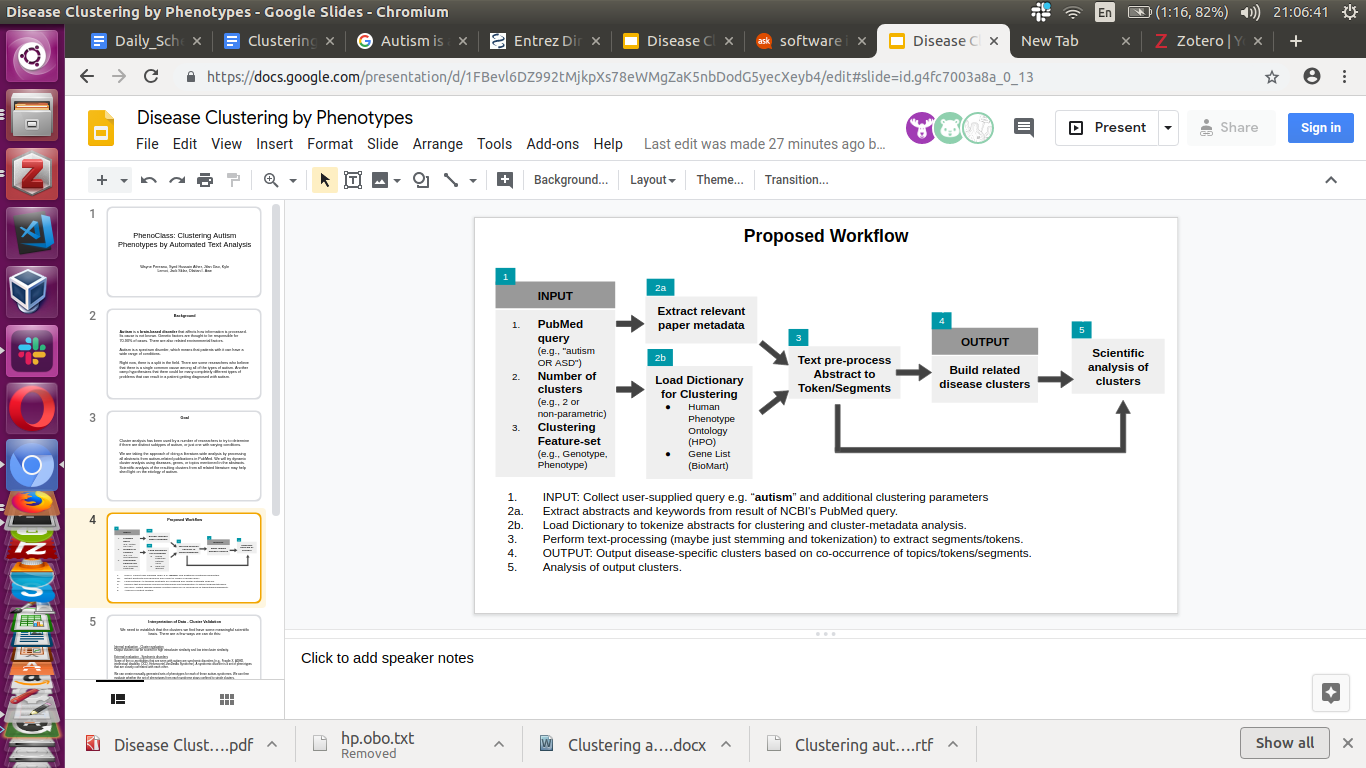 Disease Clustering by Phenotypes - Google Slides - Chromium
En
(1:16, 82%)
21:06:41
Daily_Sch
Clustering
Autism is
Entrez Dir
Disease Cl
ask
software i
Disease Cl
New Tab
Zotero | Yo
https://docs.google.com/presentation/d/1FBevl6DZ992tMjkpXs78eWMgZaK5nbDodG5yecXeyb4/edit#slide=id.g4fc7003a8a_0_13
Disease Clustering by Phenotypes
File Edit View Insert Format Slide Arrange Tools Add-ons Help
Last edit was made 27 minutes ago b...
Present
Share
Sign in
Background... Layout Theme... Transition...
1
PhenoClass: Clustering Autism
Phenotypes by Automated Text Analysis
2
Background
3
Goal
4
Proposed Workflow
5
Interpretation of Data - Cluster Validation
Proposed Workflow
1
INPUT
1. PubMed
query
(e.g., "autism
OR ASD")
2. Number of
clusters
(e.g., 2 or
non-parametric)
3. Clustering
Feature-set
(e.g., Genotype,
Phenotype)
2a
Extract relevant
paper metadata
2b
Load Dictionary
for Clustering
● Human
Phenotype
Ontology
(HPO)
● Gene List
(BioMart)
3
Text pre-process
Abstract to
Token/Segments
4
OUTPUT
Build related
disease clusters
5
Scientific
analysis of
clusters
1. INPUT: Collect user-supplied query e.g. “autism” and additional clustering parameters
2a. Extract abstracts and keywords from result of NCBI's PubMed query.
2b. Load Dictionary to tokenize abstracts for clustering and cluster-metadata analysis.
3. Perform text-processing (maybe just stemming and tokenization) to extract segments/tokens.
4. OUTPUT: Output disease-specific clusters based on cococcurrence of topics/tokens/segments.
5. Analysis of output clusters.
Click to add speaker notes
Disease Clust….pdf
hp.obo.txt
Removed
Clustering a….docx
Clustering aut….rtf
Show all